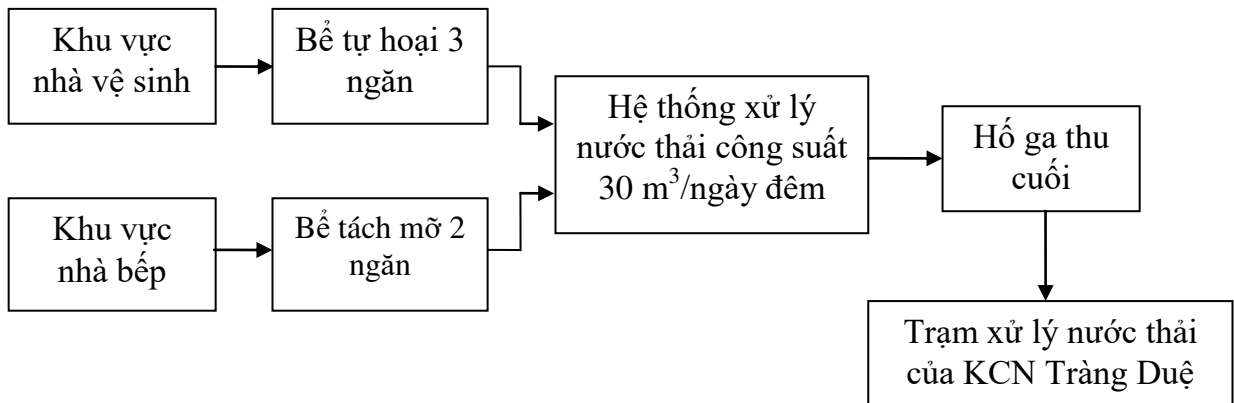 Khu vực
nhà vệ sinh
Bể tự hoại 3
ngăn
Hệ thống xử lý
nước thải công suất
30 m³/ngày đêm
Hố ga thu
cuối
Khu vực
nhà bếp
Bể tách mỡ 2
ngăn
Trạm xử lý nước thải
của KCN Tràng Duệ